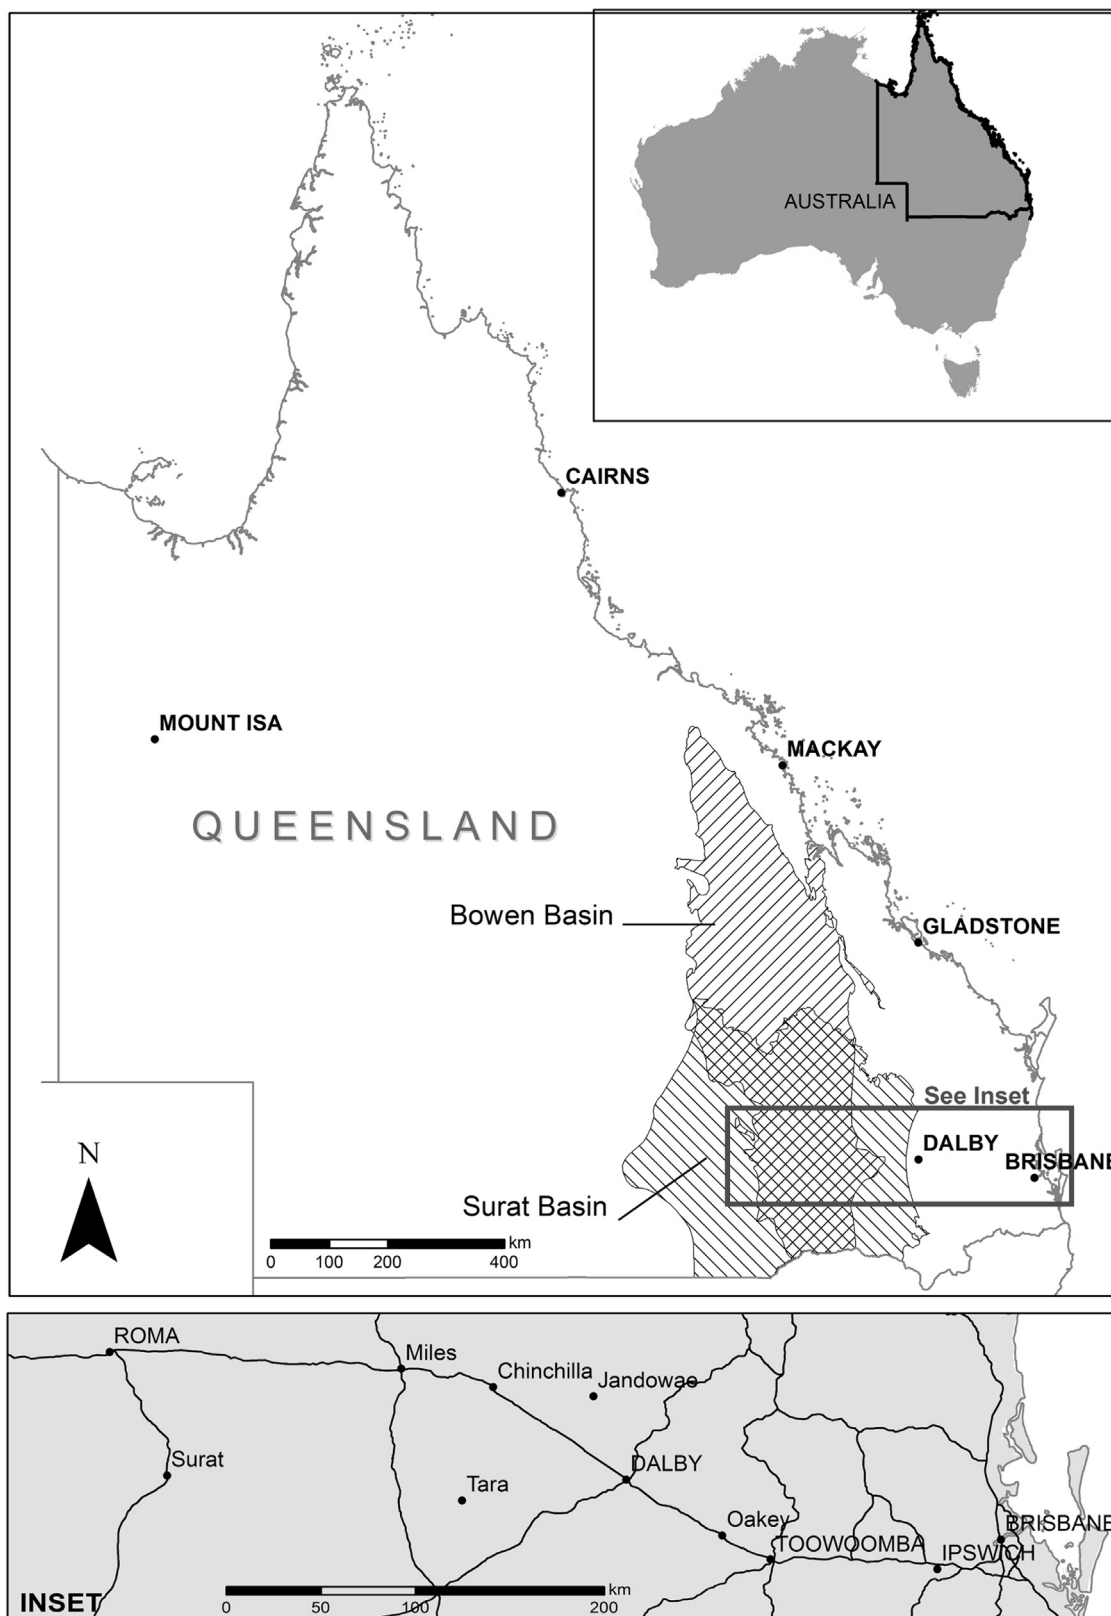 AUSTRALIA
CAIRNS
MOUNT ISA
MACKAY
QUEENSLAND
Bowen Basin
GLADSTONE
See Inset
DALBY
BRISBANE
N
Surat Basin
km
0 100 200 400
ROMA
Miles
Chinchilla
Jandowae
Surat
DALBY
Tara
Oakey
BRISBANE
TOOWOOMBA
IPSWICH
INSET
km
0 50 100 200